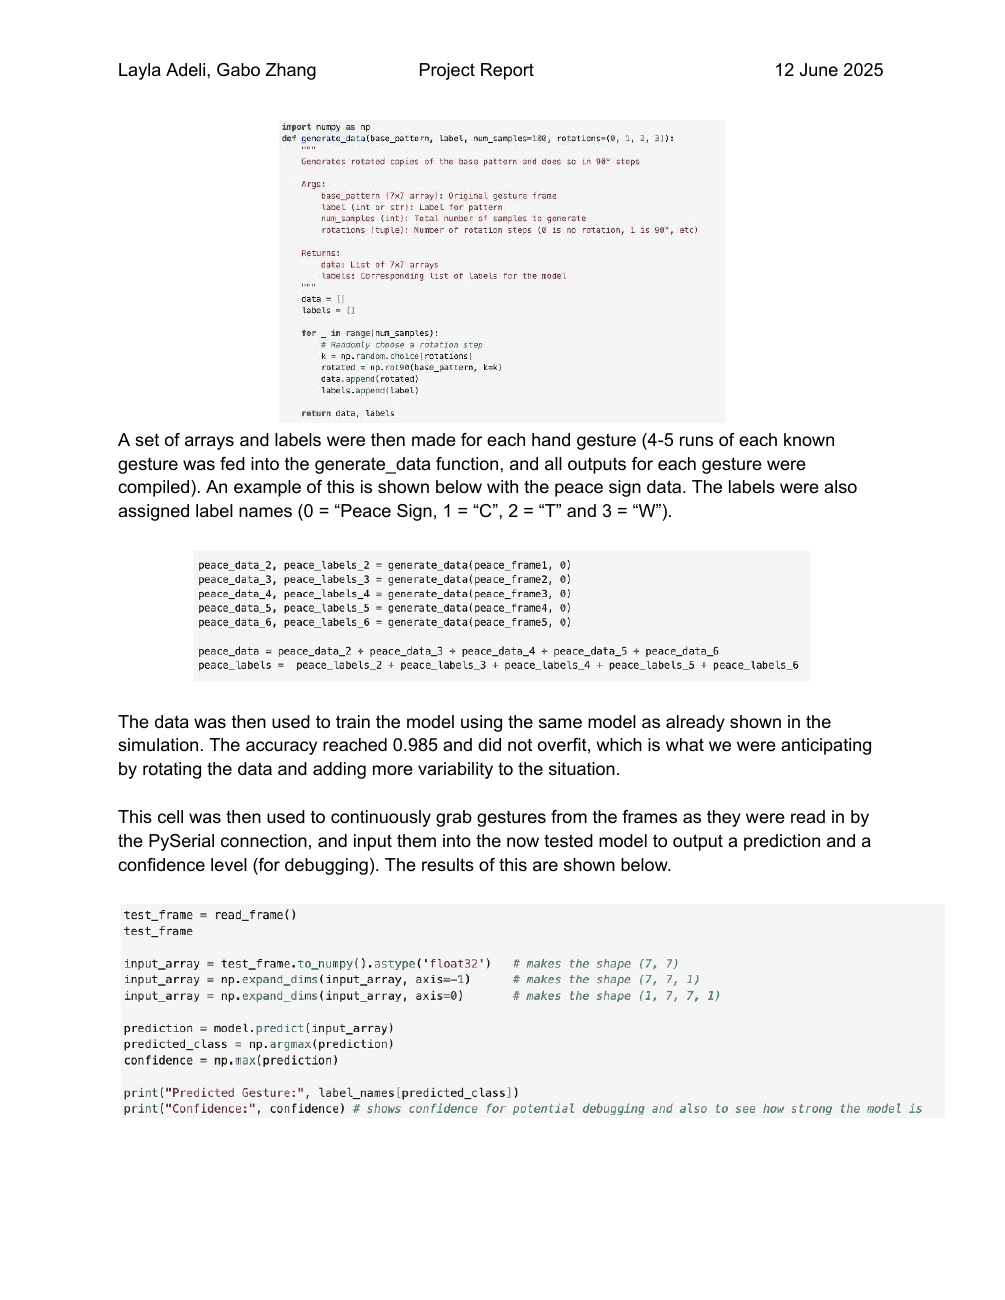 Layla Adeli, Gabo Zhang Project Report 12 June 2025
import numpy as np
def generate_data(base_pattern, label, num_samples=100, rotations=(0, 1, 2, 3)):
"""
Generates rotated copies of the base pattern and does so in 90° steps
Args:
base_pattern (7x7 array): Original gesture frame
label (int or str): Label for pattern
num_samples (int): Total number of samples to generate
rotations (tuple): Number of rotation steps (0 is no rotation, 1 is 90°, etc)
Returns:
data: List of 7x7 arrays
labels: Corresponding list of labels for the model
"""
data = []
labels = []
for _ in range(num_samples):
# Randomly choose a rotation step
k = np.random.choice(rotations)
rotated = np.rot90(base_pattern, k=k)
data.append(rotated)
labels.append(label)
return data, labels
A set of arrays and labels were then made for each hand gesture (4-5 runs of each known
gesture was fed into the generate_data function, and all outputs for each gesture were
compiled). An example of this is shown below with the peace sign data. The labels were also
assigned label names (0 = “Peace Sign, 1 = “C”, 2 = “T” and 3 = “W”).
peace_data_2, peace_labels_2 = generate_data(peace_frame1, 0)
peace_data_3, peace_labels_3 = generate_data(peace_frame2, 0)
peace_data_4, peace_labels_4 = generate_data(peace_frame3, 0)
peace_data_5, peace_labels_5 = generate_data(peace_frame4, 0)
peace_data_6, peace_labels_6 = generate_data(peace_frame5, 0)
peace_data = peace_data_2 + peace_data_3 + peace_data_4 + peace_data_5 + peace_data_6
peace_labels =  peace_labels_2 + peace_labels_3 + peace_labels_4 + peace_labels_5 + peace_labels_6
The data was then used to train the model using the same model as already shown in the
simulation. The accuracy reached 0.985 and did not overfit, which is what we were anticipating
by rotating the data and adding more variability to the situation.
This cell was then used to continuously grab gestures from the frames as they were read in by
the PySerial connection, and input them into the now tested model to output a prediction and a
confidence level (for debugging). The results of this are shown below.
test_frame = read_frame()
test_frame
input_array = test_frame.to_numpy().astype('float32') # makes the shape (7, 7)
input_array = np.expand_dims(input_array, axis=-1) # makes the shape (7, 7, 1)
input_array = np.expand_dims(input_array, axis=0) # makes the shape (1, 7, 7, 1)
prediction = model.predict(input_array)
predicted_class = np.argmax(prediction)
confidence = np.max(prediction)
print("Predicted Gesture:", label_names[predicted_class])
print("Confidence:", confidence) # shows confidence for potential debugging and also to see how strong the model is